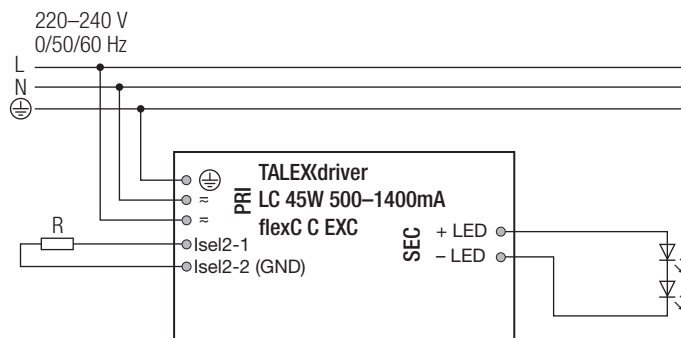 220–240 V
0/50/60 Hz
L
N
PRI
≂
≂
TALEXXdriver
LC 45W 500–1400mA
flexC C EXC
R
Isel2-1
Isel2-2 (GND)
SEC
+ LED
– LED